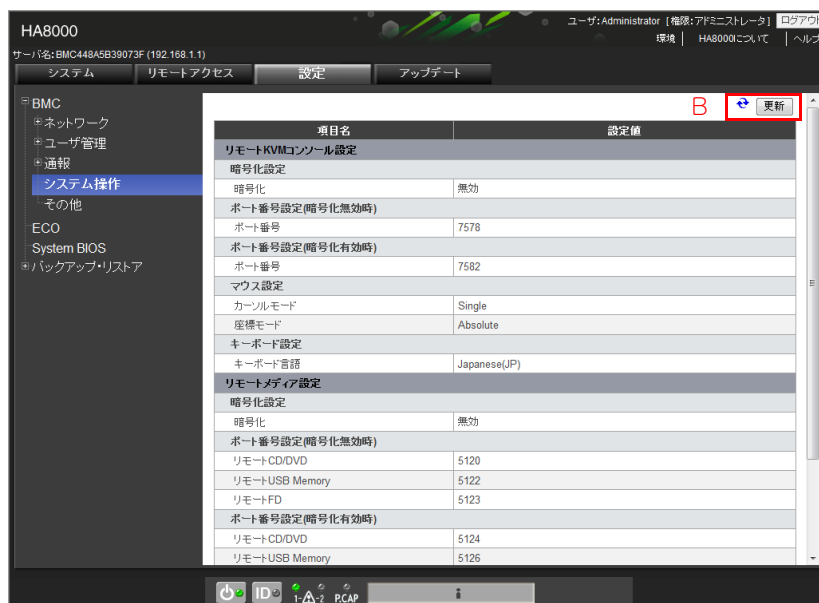 HA8000
ユーザ:Administrator [権限:アドミニストレータ] ログアウト
環境 | HA8000について | ヘルプ
サーバ名:BMC448A5B39073F (192.168.1.1)
システム リモートアクセス 設定 アップデート
BMC
ネットワーク
ユーザ管理
通報
システム操作
その他
ECO
System BIOS
バックアップ・リストア
B 更新
項目名 設定値
リモートKVMコンソール設定
暗号化設定
暗号化 無効
ポート番号設定(暗号化無効時)
ポート番号 7578
ポート番号設定(暗号化有効時)
ポート番号 7582
マウス設定
カーソルモード Single
座標モード Absolute
キーボード設定
キーボード言語 Japanese(JP)
リモートメディア設定
暗号化設定
暗号化 無効
ポート番号設定(暗号化無効時)
リモートCD/DVD 5120
リモートUSB Memory 5122
リモートFD 5123
ポート番号設定(暗号化有効時)
リモートCD/DVD 5124
リモートUSB Memory 5126
ID 1-⚠-2 P.CAP i